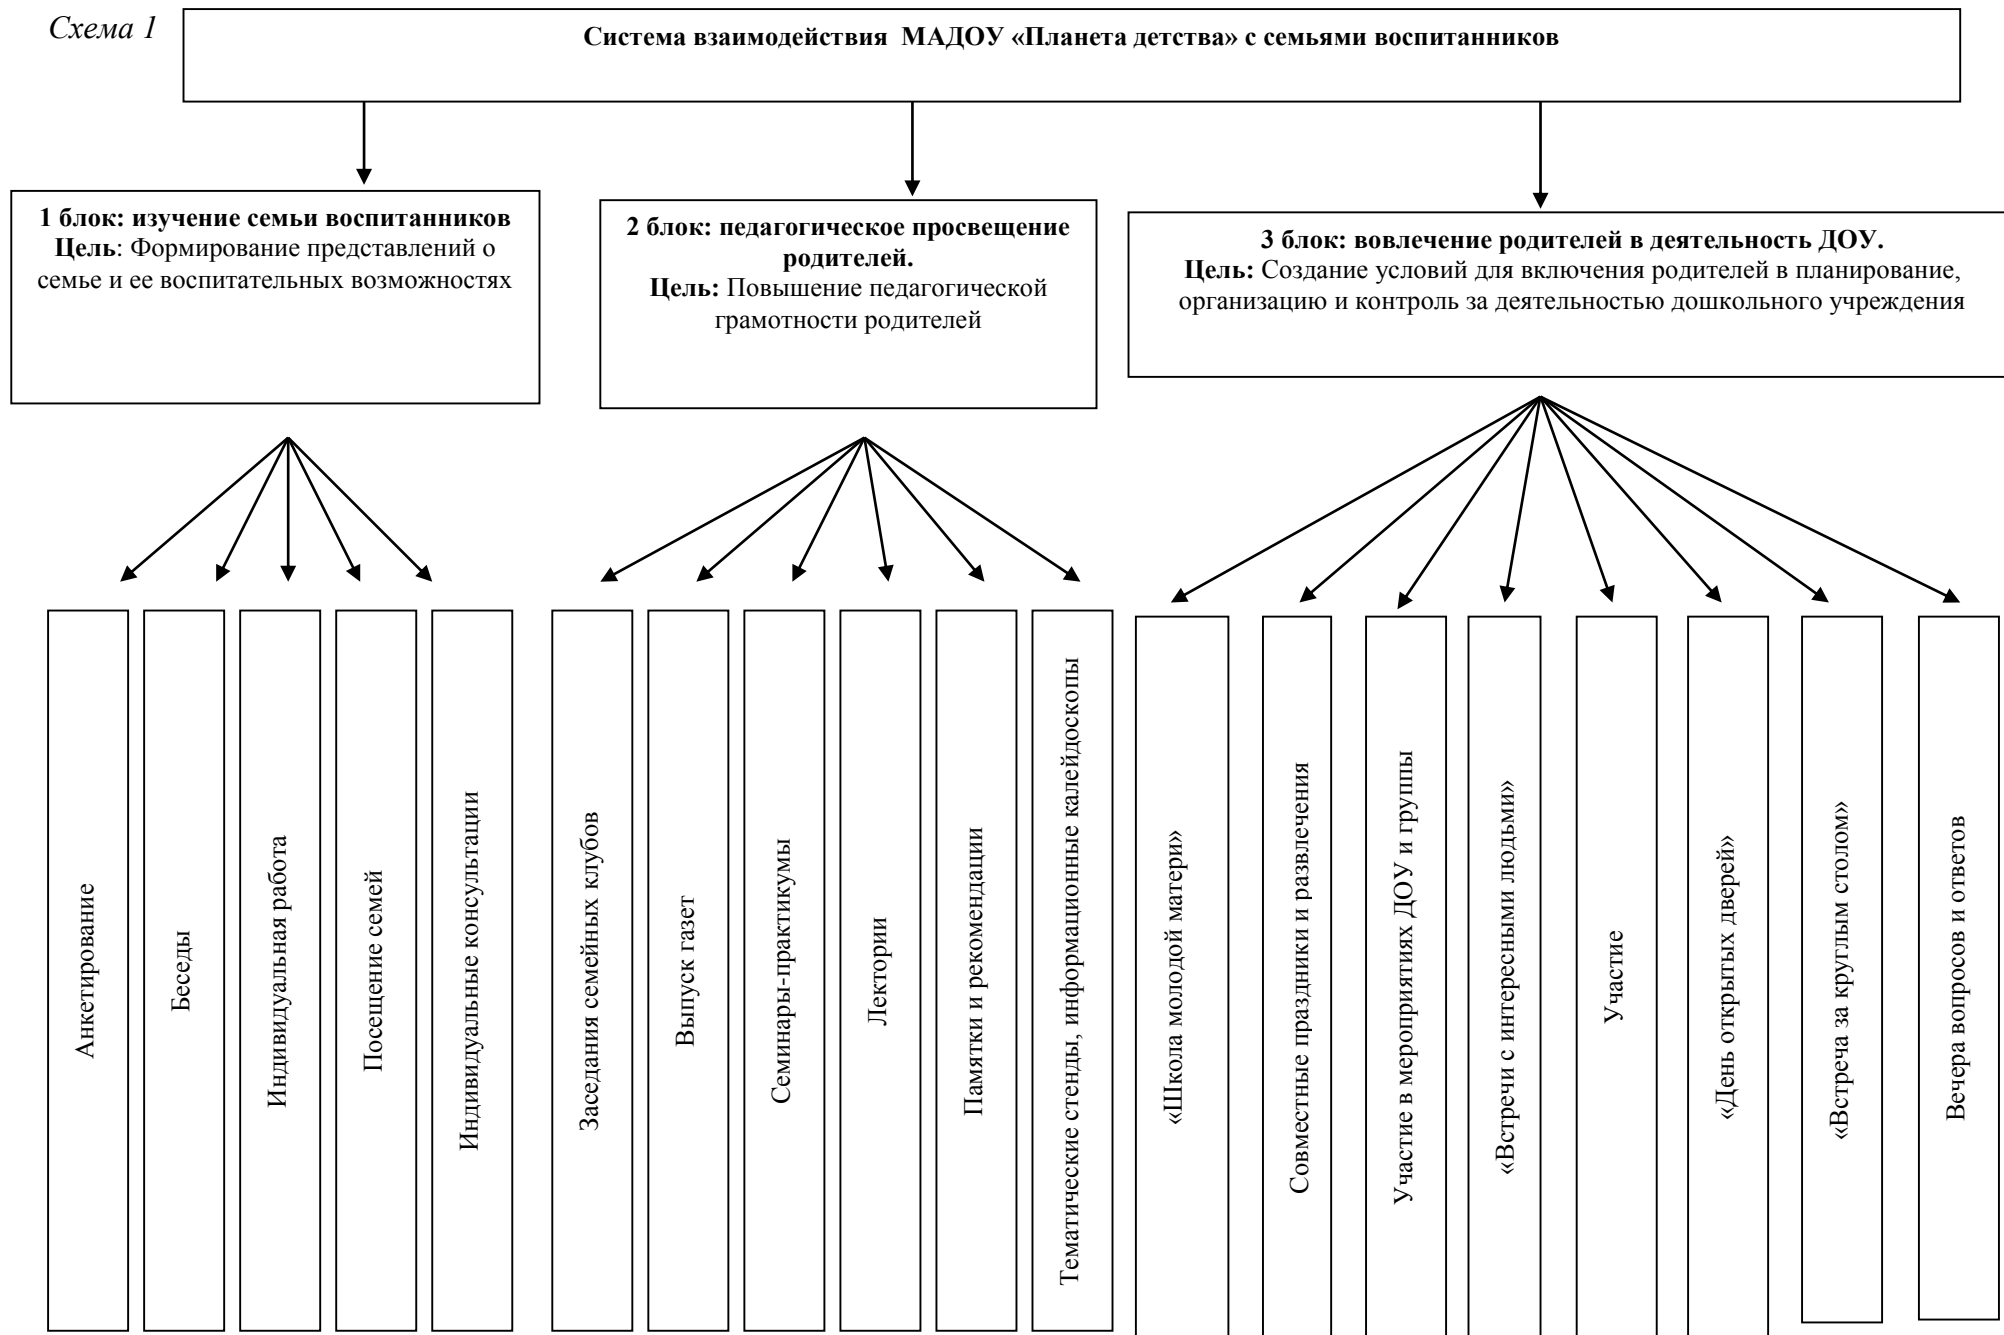 Схема 1
Система взаимодействия  МАДОУ «Планета детства» с семьями воспитанников
1 блок: изучение семьи воспитанников
Цель: Формирование представлений о
семье и ее воспитательных возможностях
2 блок: педагогическое просвещение
родителей.
Цель: Повышение педагогической
грамотности родителей
3 блок: вовлечение родителей в деятельность ДОУ.
Цель: Создание условий для включения родителей в планирование,
организацию и контроль за деятельностью дошкольного учреждения
Анкетирование
Беседы
Индивидуальная работа
Посещение семей
Индивидуальные консультации
Заседания семейных клубов
Выпуск газет
Семинары-практикумы
Лектории
Памятки и рекомендации
Тематические стенды, информационные калейдоскопы
«Школа молодой матери»
Совместные праздники и развлечения
Участие в мероприятиях ДОУ и группы
«Встречи с интересными людьми»
Участие
«День открытых дверей»
«Встреча за круглым столом»
Вечера вопросов и ответов